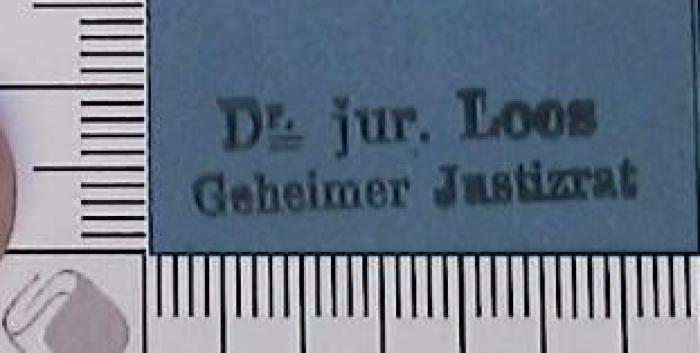 Dr. jur. Loos
Geheimer Justizrat